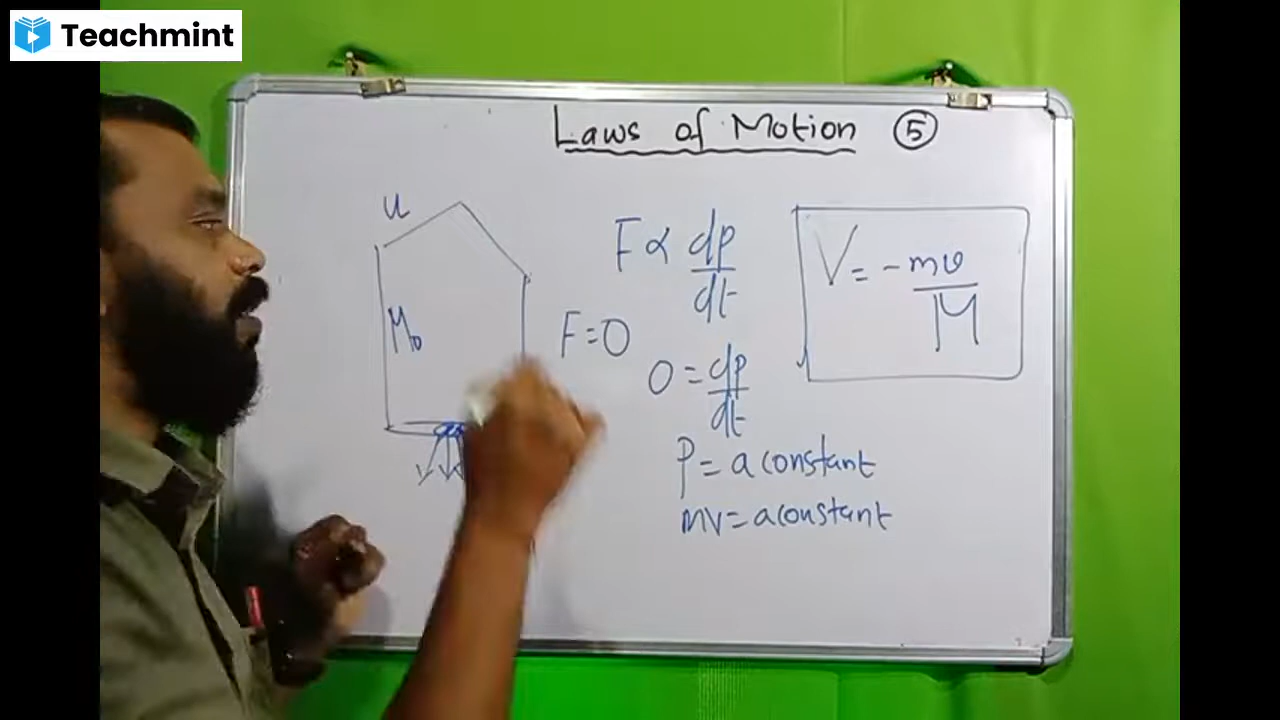 Teachmint
Laws of Motion ⑤
u
M₀
F ∝ dp/dt
F=0
0 = dp/dt
P = a constant
mv = a constant
V = -mv/M